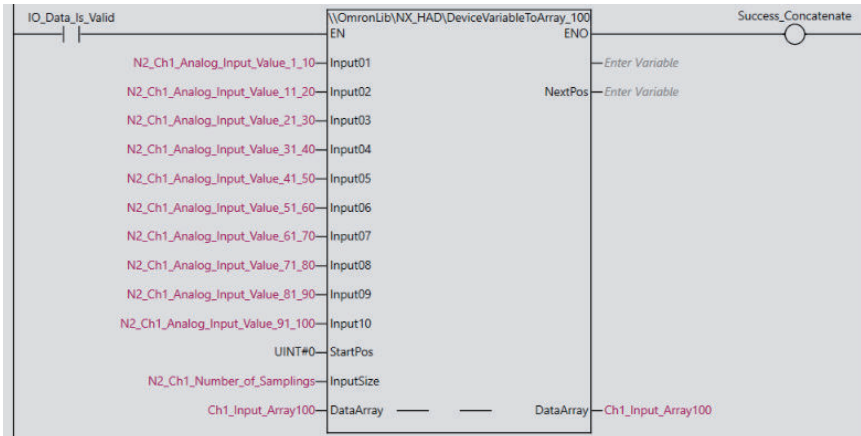 IO_Data_Is_Valid \\OmronLib\NX_HAD\DeviceVariableToArray_100 Success_Concatenate
EN ENO
N2_Ch1_Analog_Input_Value_1_10 Input01 Enter Variable
N2_Ch1_Analog_Input_Value_11_20 Input02 NextPos Enter Variable
N2_Ch1_Analog_Input_Value_21_30 Input03
N2_Ch1_Analog_Input_Value_31_40 Input04
N2_Ch1_Analog_Input_Value_41_50 Input05
N2_Ch1_Analog_Input_Value_51_60 Input06
N2_Ch1_Analog_Input_Value_61_70 Input07
N2_Ch1_Analog_Input_Value_71_80 Input08
N2_Ch1_Analog_Input_Value_81_90 Input09
N2_Ch1_Analog_Input_Value_91_100 Input10
UINT#0 StartPos
N2_Ch1_Number_of_Samplings InputSize
Ch1_Input_Array100 DataArray DataArray Ch1_Input_Array100